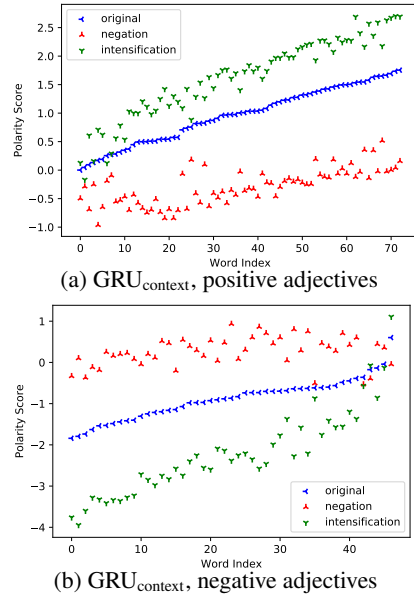 2.5
2.0
1.5
1.0
0.5
0.0
−0.5
−1.0
Polarity Score
original
negation
intensification
0 10 20 30 40 50 60 70
Word Index
(a) GRUcontext, positive adjectives
1
0
−1
−2
−3
−4
Polarity Score
original
negation
intensification
0 10 20 30 40
Word Index
(b) GRUcontext, negative adjectives